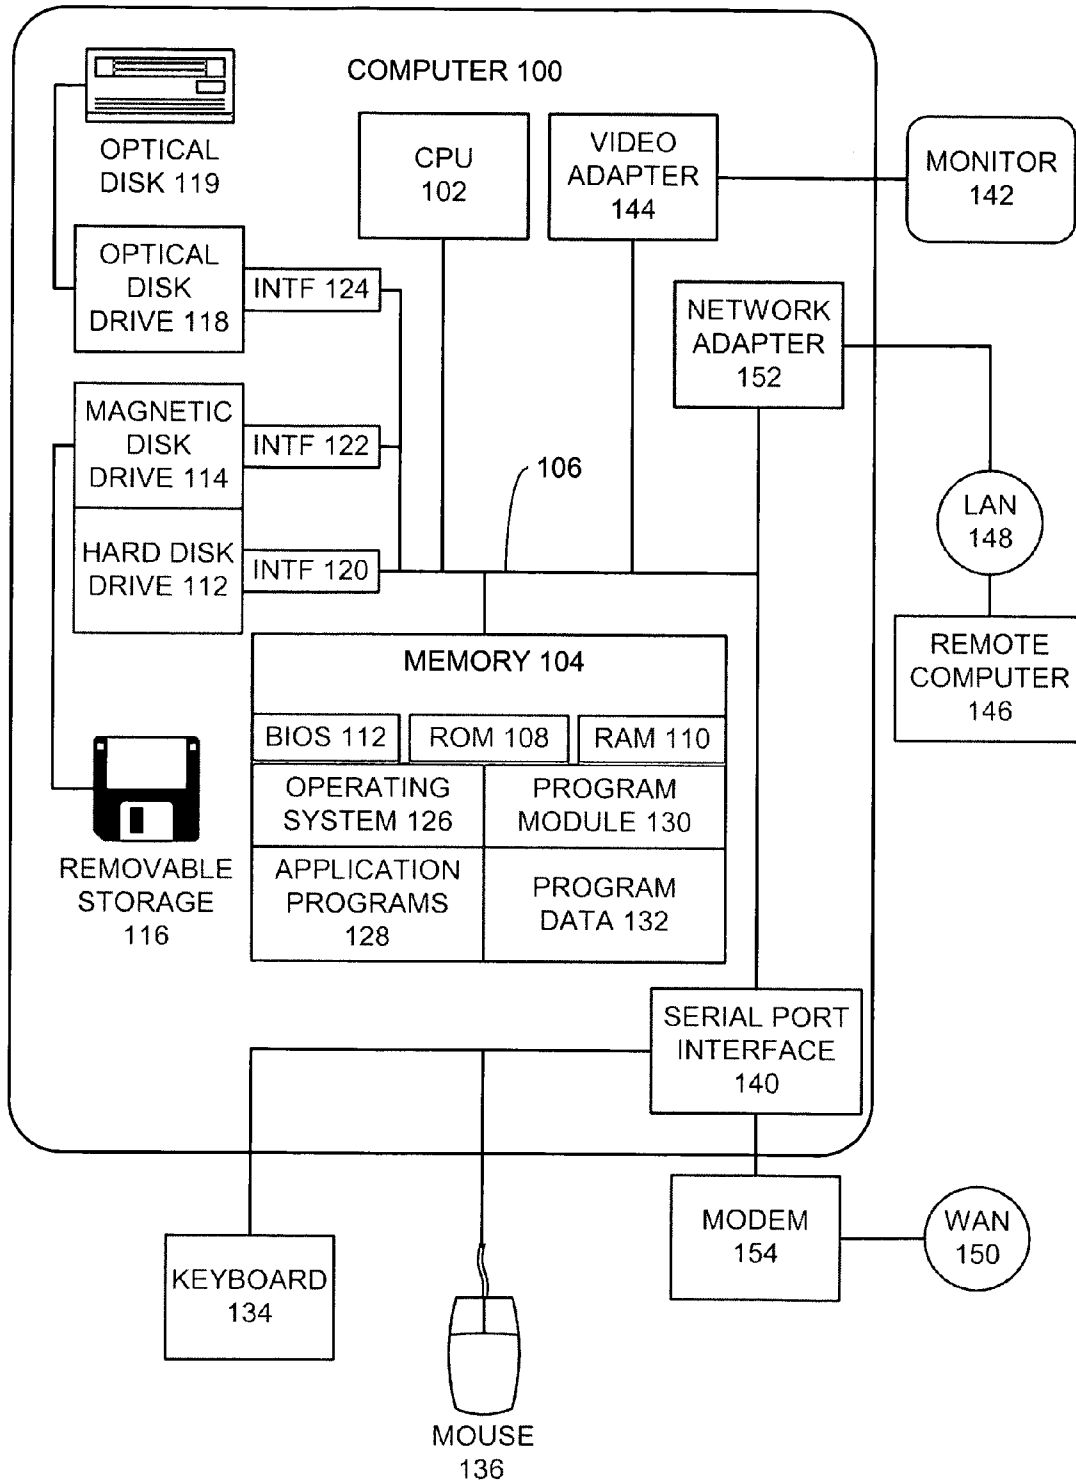 COMPUTER 100
OPTICAL
DISK 119
CPU
102
VIDEO
ADAPTER
144
MONITOR
142
OPTICAL
DISK
DRIVE 118
INTF 124
NETWORK
ADAPTER
152
MAGNETIC
DISK
DRIVE 114
INTF 122
106
LAN
148
HARD DISK
DRIVE 112
INTF 120
REMOTE
COMPUTER
146
MEMORY 104
BIOS 112
ROM 108
RAM 110
OPERATING
SYSTEM 126
PROGRAM
MODULE 130
REMOVABLE
STORAGE
116
APPLICATION
PROGRAMS
128
PROGRAM
DATA 132
SERIAL PORT
INTERFACE
140
MODEM
154
WAN
150
KEYBOARD
134
MOUSE
136